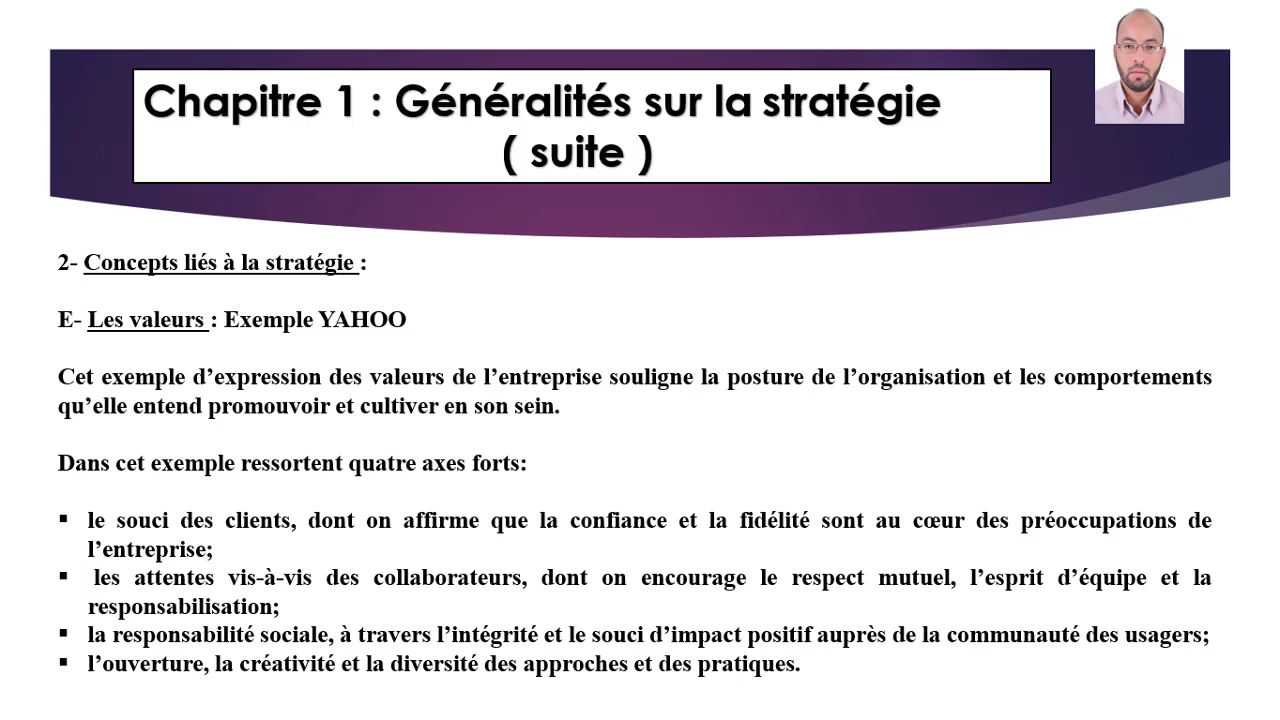 Chapitre 1 : Généralités sur la stratégie
( suite )
2- Concepts liés à la stratégie :
E- Les valeurs : Exemple YAHOO
Cet exemple d’expression des valeurs de l’entreprise souligne la posture de l’organisation et les comportements
qu’elle entend promouvoir et cultiver en son sein.
Dans cet exemple ressortent quatre axes forts:
▪ le souci des clients, dont on affirme que la confiance et la fidélité sont au cœur des préoccupations de
l’entreprise;
▪ les attentes vis-à-vis des collaborateurs, dont on encourage le respect mutuel, l’esprit d’équipe et la
responsabilisation;
▪ la responsabilité sociale, à travers l’intégrité et le souci d’impact positif auprès de la communauté des usagers;
▪ l’ouverture, la créativité et la diversité des approches et des pratiques.